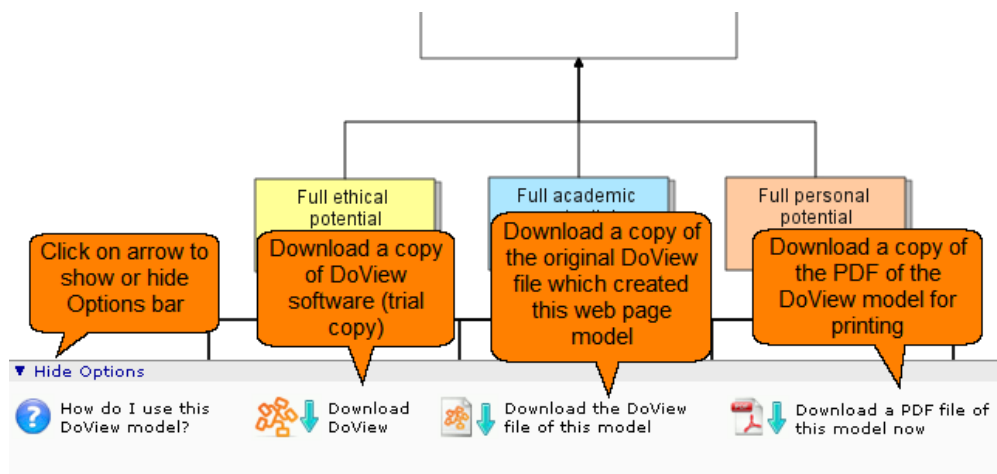 Full ethical
potential
Full academic
Full personal
potential
Click on arrow to
show or hide
Options bar
Download a copy
of DoView
software (trial
copy)
Download a copy of
the original DoView
file which created
this web page
model
Download a copy of
the PDF of the
DoView model for
printing
Hide Options
How do I use this
DoView model?
Download
DoView
Download the DoView
file of this model
Download a PDF file of
this model now